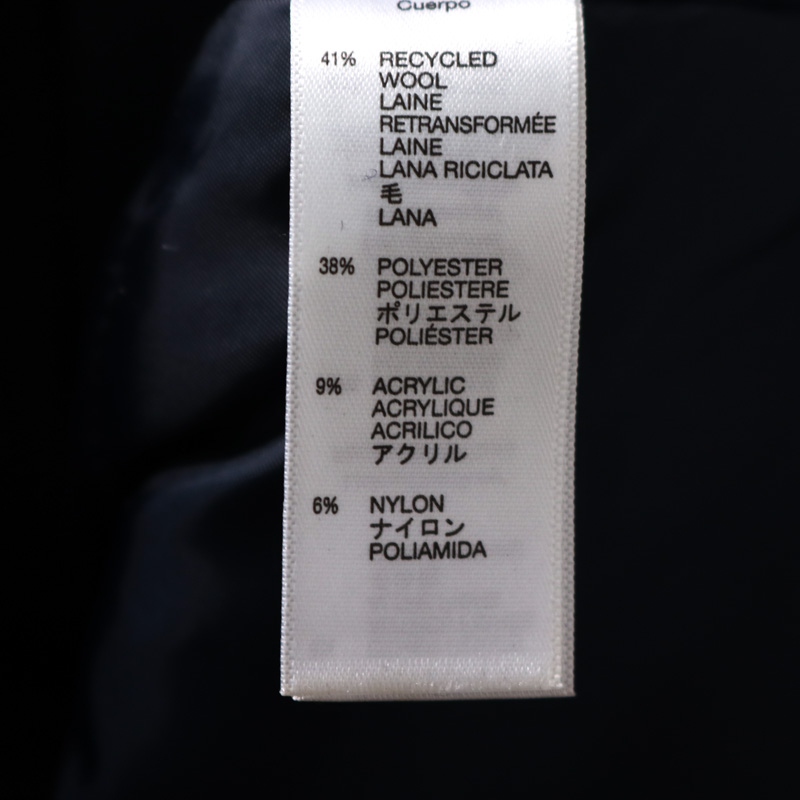 Cuerpo
41% RECYCLED
WOOL
LAINE
RETRANSFORMÉE
LAINE
LANA RICICLATA
毛
LANA
38% POLYESTER
POLIESTERE
ポリエステル
POLIÉSTER
9% ACRYLIC
ACRYLIQUE
ACRILICO
アクリル
6% NYLON
ナイロン
POLIAMIDA